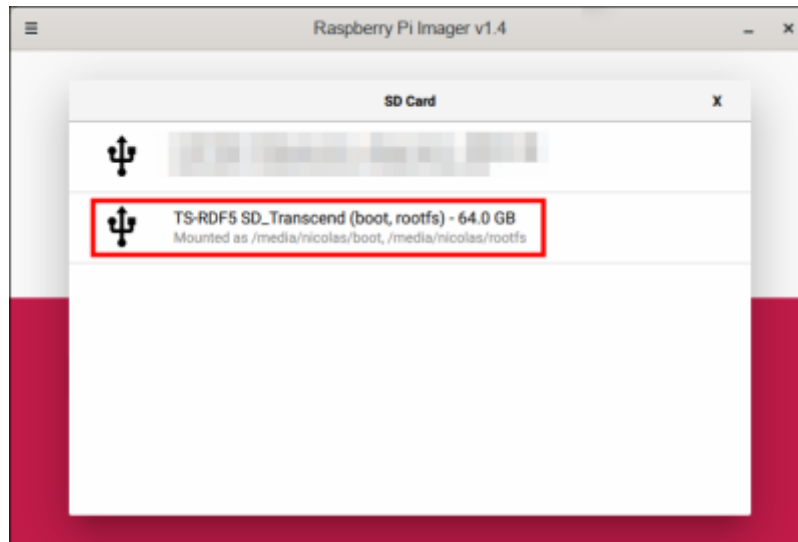 Raspberry Pi Imager v1.4
SD Card
X
TS-RDF5 SD_Transcend (boot, rootfs) - 64.0 GB
Mounted as /media/nicolas/boot, /media/nicolas/rootfs